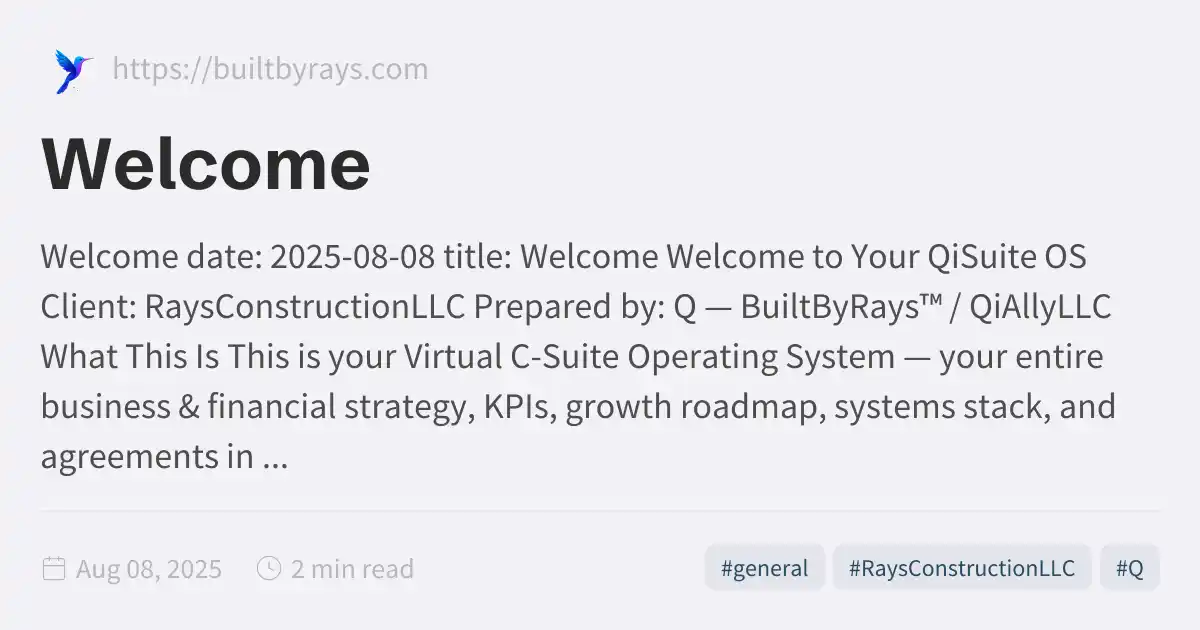 https://builtbyrays.com
Welcome
Welcome date: 2025-08-08 title: Welcome Welcome to Your QiSuite OS
Client: RaysConstructionLLC Prepared by: Q — BuiltByRays™ / QiAllyLLC
What This Is This is your Virtual C-Suite Operating System — your entire
business & financial strategy, KPIs, growth roadmap, systems stack, and
agreements in ...
Aug 08, 2025 2 min read #general #RaysConstructionLLC #Q